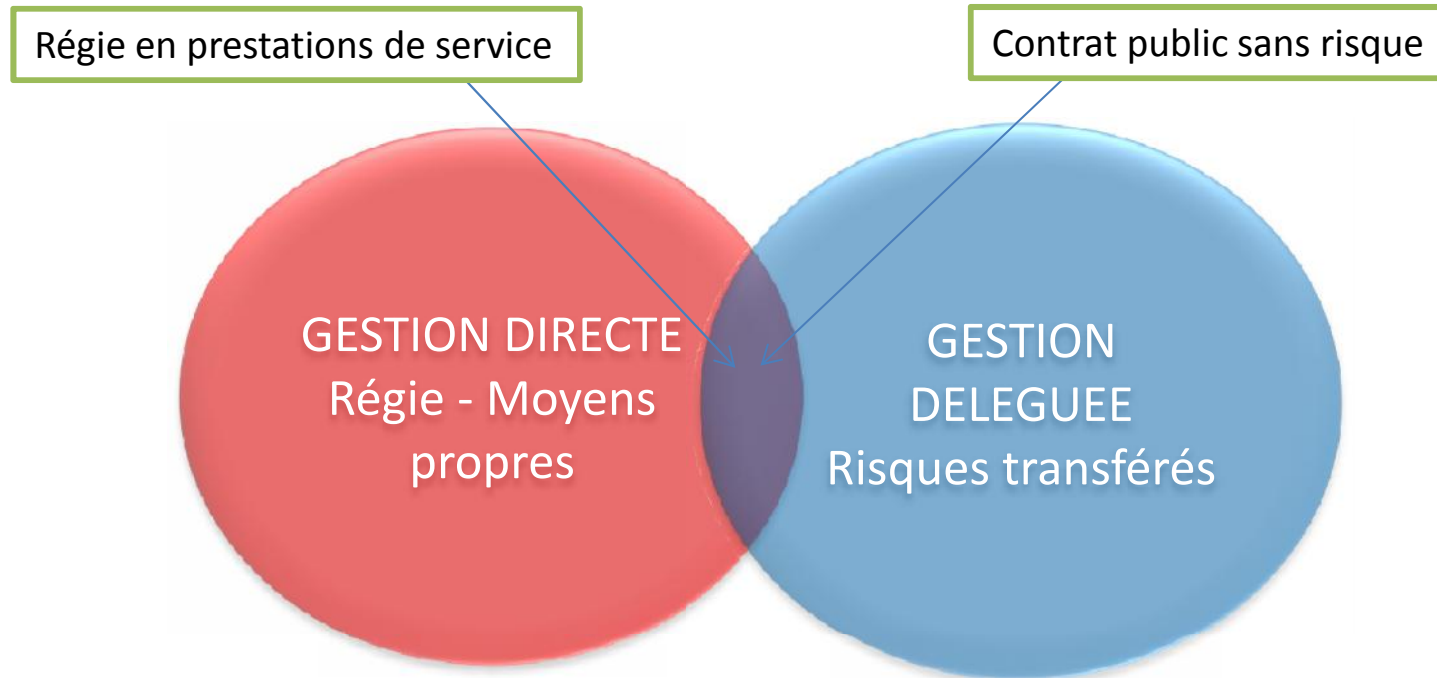 Régie en prestations de service
Contrat public sans risque
GESTION DIRECTE
Régie - Moyens
propres
GESTION
DELEGUEE
Risques transférés